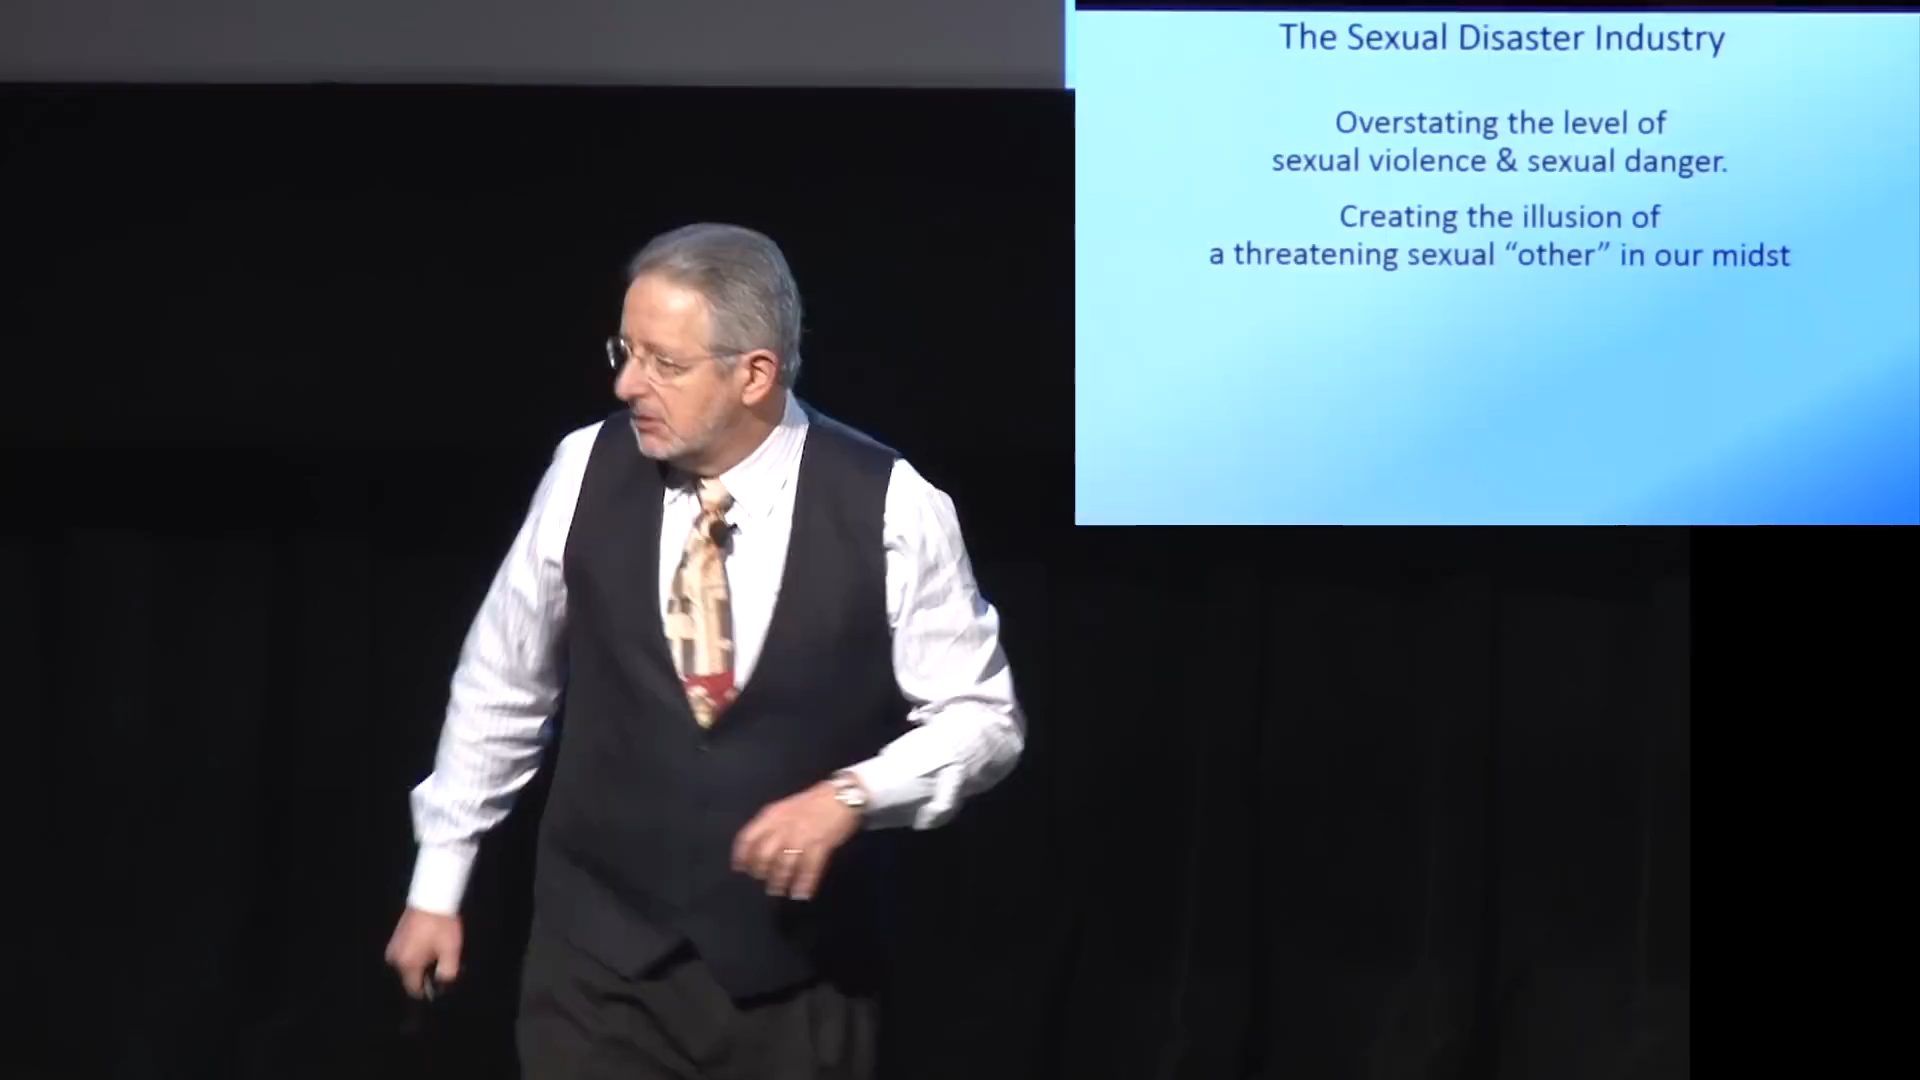 The Sexual Disaster Industry
Overstating the level of
sexual violence & sexual danger.
Creating the illusion of
a threatening sexual “other” in our midst